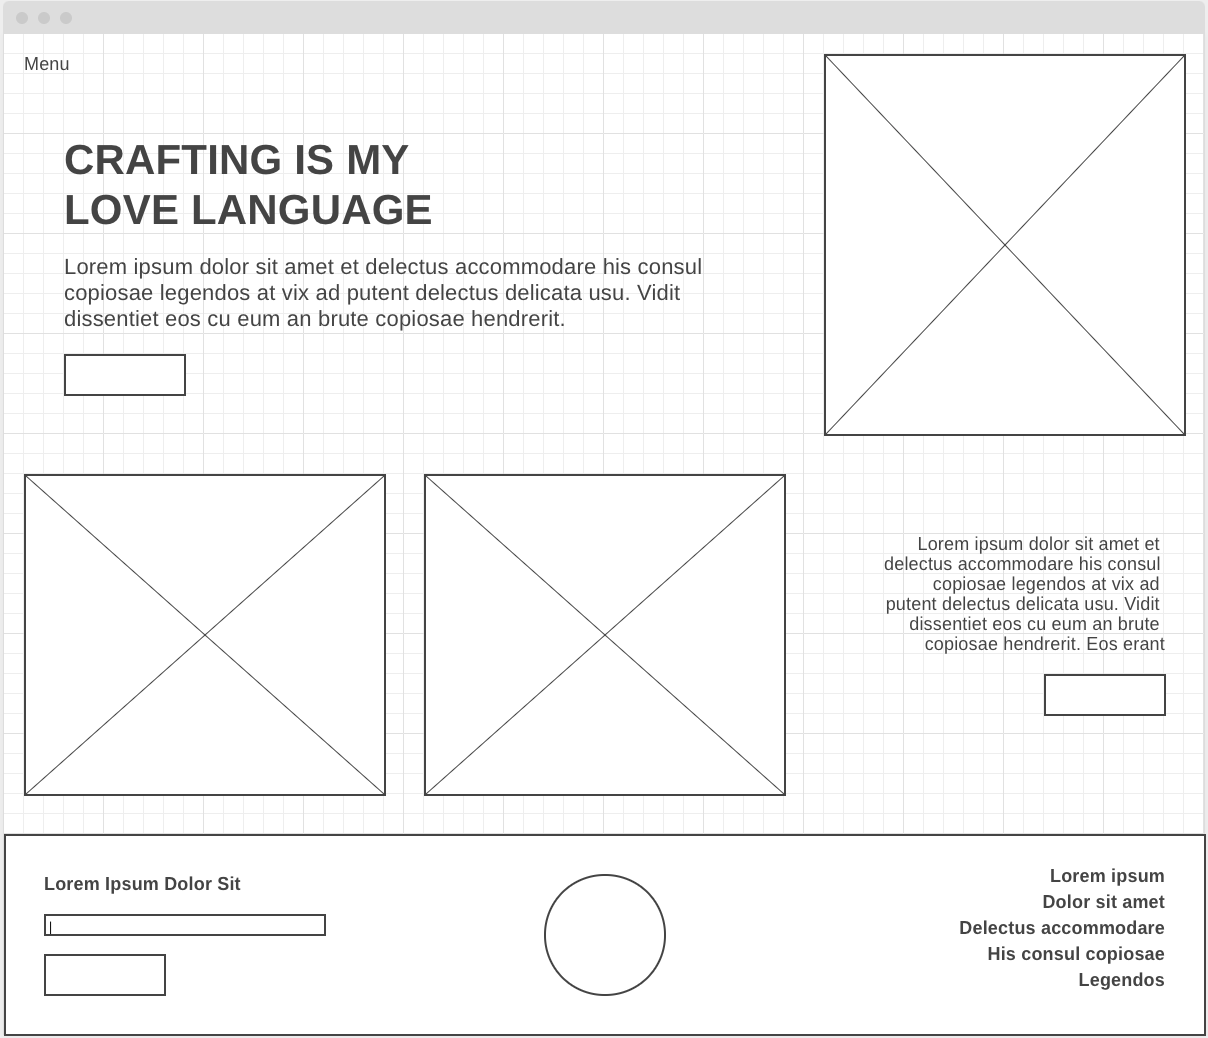 Menu
CRAFTING IS MY
LOVE LANGUAGE
Lorem ipsum dolor sit amet et delectus accommodare his consul
copiosae legendos at vix ad putent delectus delicata usu. Vidit
dissentiet eos cu eum an brute copiosae hendrerit.
Lorem ipsum dolor sit amet et
delectus accommodare his consul
copiosae legendos at vix ad
putent delectus delicata usu. Vidit
dissentiet eos cu eum an brute
copiosae hendrerit. Eos erant
Lorem Ipsum Dolor Sit
Lorem ipsum
Dolor sit amet
Delectus accommodare
His consul copiosae
Legendos